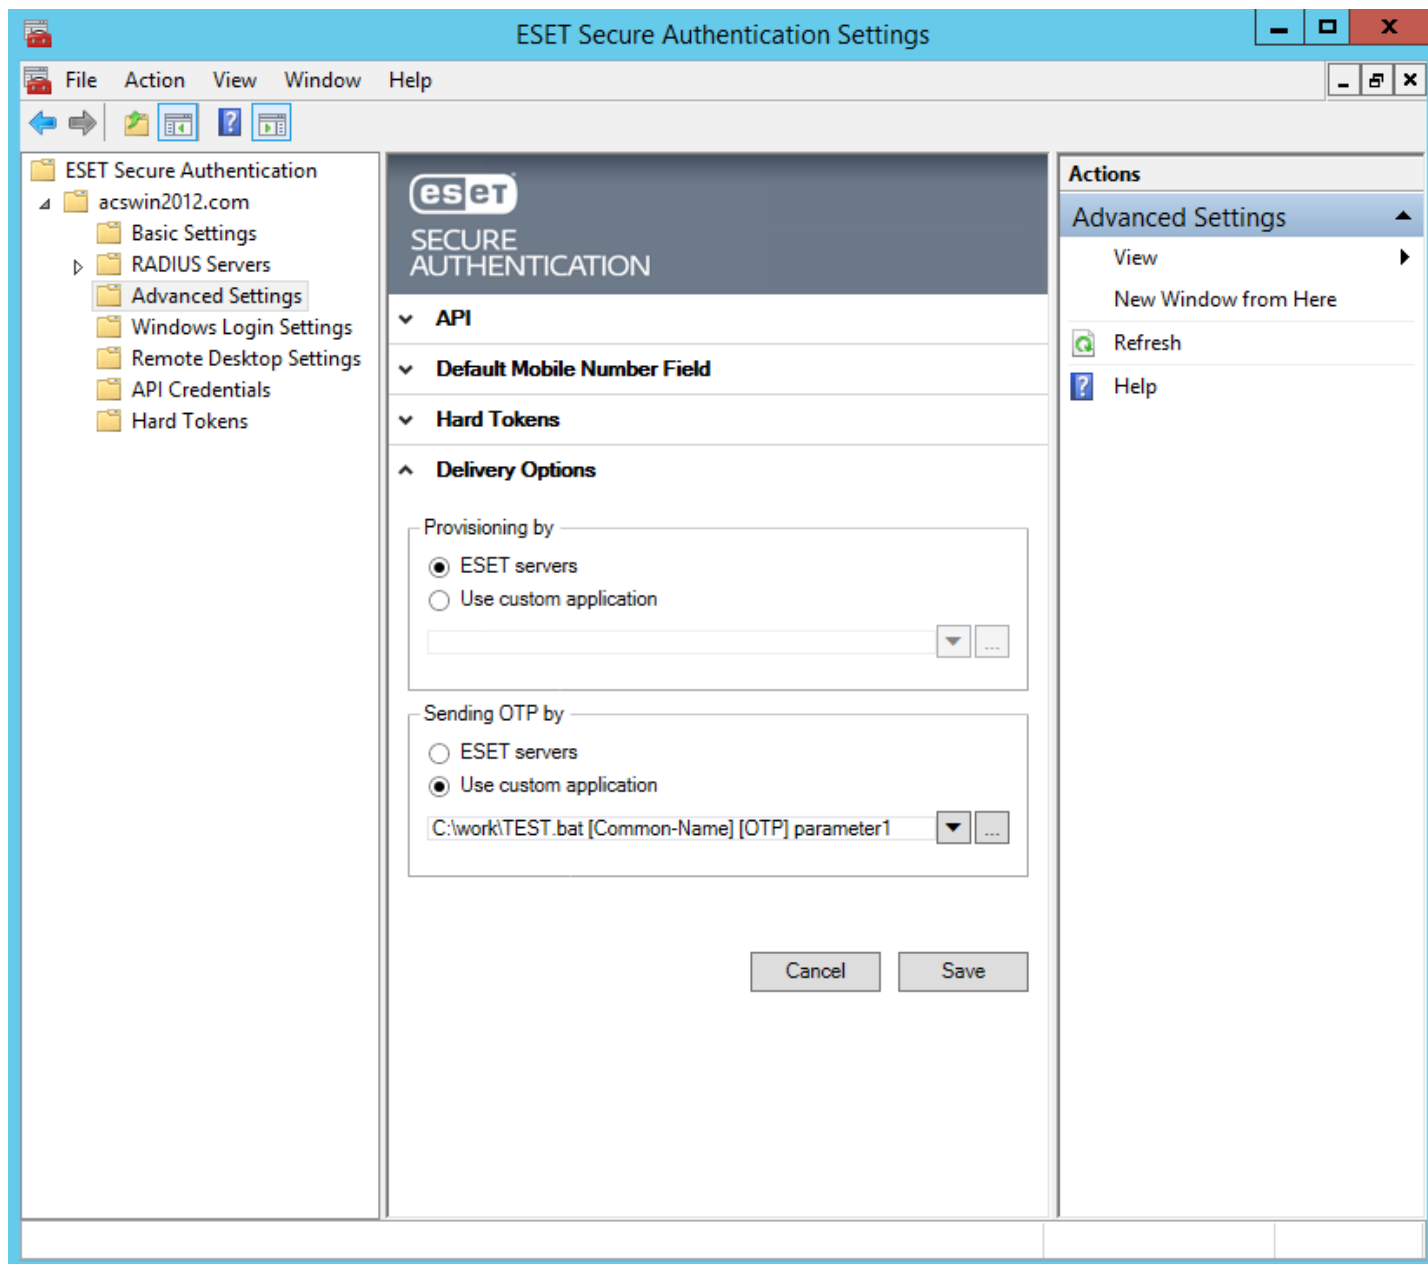 ESET Secure Authentication Settings
File Action View Window Help
ESET Secure Authentication
acswin2012.com
Basic Settings
RADIUS Servers
Advanced Settings
Windows Login Settings
Remote Desktop Settings
API Credentials
Hard Tokens
eseT
SECURE
AUTHENTICATION
API
Default Mobile Number Field
Hard Tokens
Delivery Options
Provisioning by
ESET servers
Use custom application
...
Sending OTP by
ESET servers
Use custom application
C:\work\TEST.bat [Common-Name] [OTP] parameter1
...
Cancel Save
Actions
Advanced Settings
View
New Window from Here
Refresh
Help